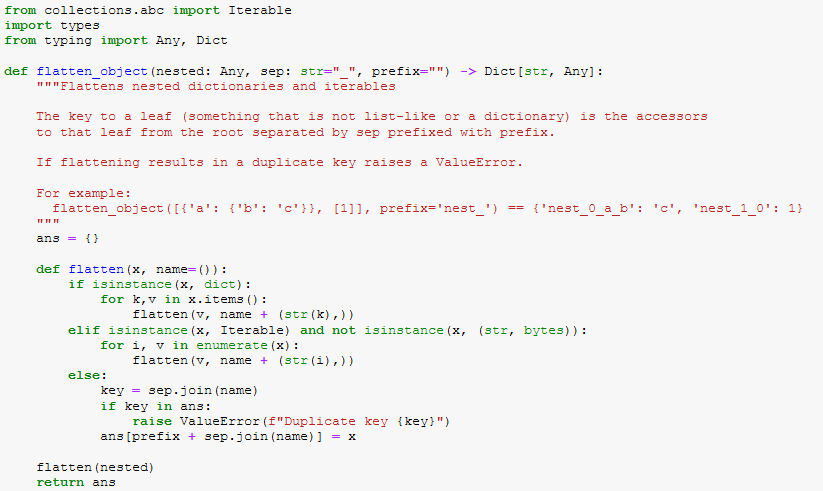 from collections.abc import Iterable
import types
from typing import Any, Dict

def flatten_object(nested: Any, sep: str="_", prefix="") -> Dict[str, Any]:
    """Flattens nested dictionaries and iterables

    The key to a leaf (something that is not list-like or a dictionary) is the accessors
    to that leaf from the root separated by sep prefixed with prefix.

    If flattening results in a duplicate key raises a ValueError.

    For example:
      flatten_object([{'a': {'b': 'c'}}, [1]], prefix='nest_') == {'nest_0_a_b': 'c', 'nest_1_0': 1}
    """
    ans = {}

    def flatten(x, name=()):
        if isinstance(x, dict):
            for k,v in x.items():
                flatten(v, name + (str(k),))
        elif isinstance(x, Iterable) and not isinstance(x, (str, bytes)):
            for i, v in enumerate(x):
                flatten(v, name + (str(i),))
        else:
            key = sep.join(name)
            if key in ans:
                raise ValueError(f"Duplicate key {key}")
            ans[prefix + sep.join(name)] = x

    flatten(nested)
    return ans